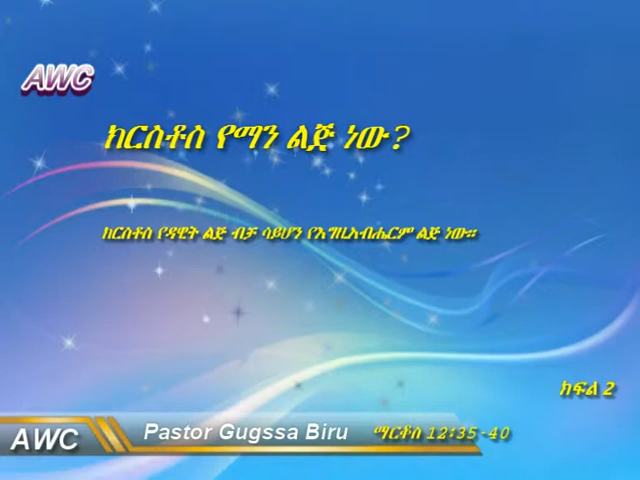 AWC
ክርስቶስ የማን ልጅ ነው?
ክርስቶስ የዳዊት ልጅ ብቻ ሳይሆን የእግዚአብሔርም ልጅ ነው።
ክፍል 2
AWC Pastor Gugssa Biru ማርቆስ 12:35-40